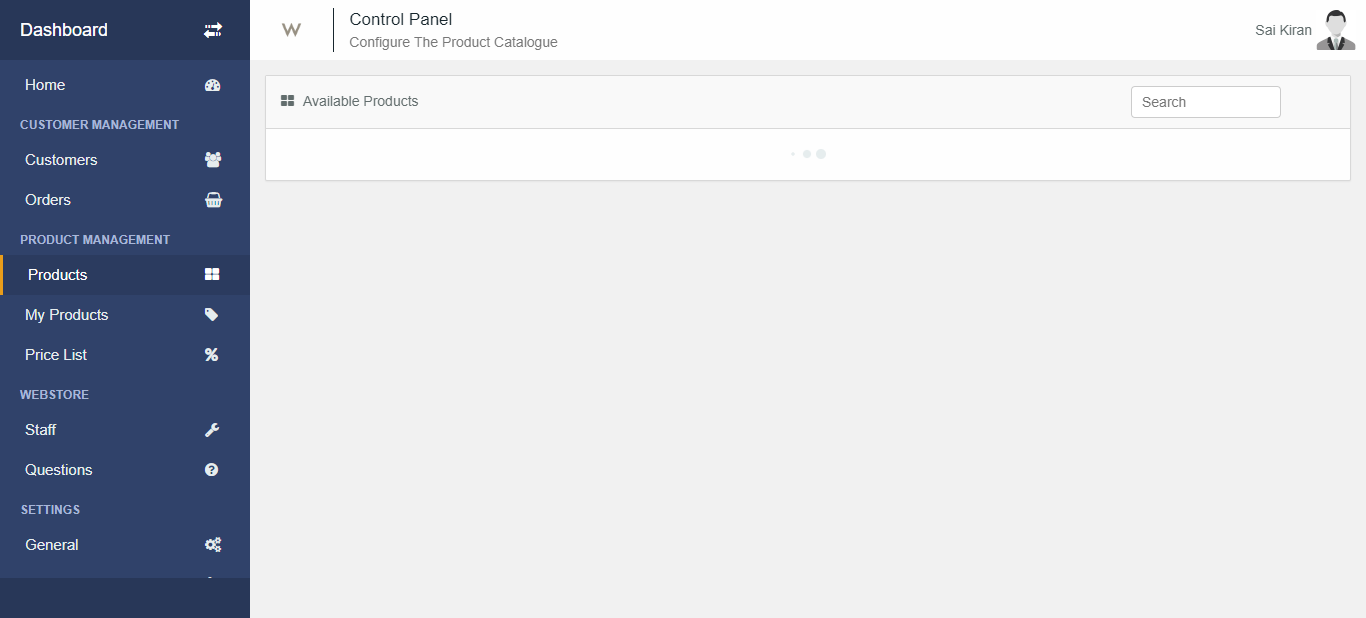 Dashboard
Home
CUSTOMER MANAGEMENT
Customers
Orders
PRODUCT MANAGEMENT
Products
My Products
Price List
WEBSTORE
Staff
Questions
SETTINGS
General
W
Control Panel
Configure The Product Catalogue
Sai Kiran
Available Products
Search